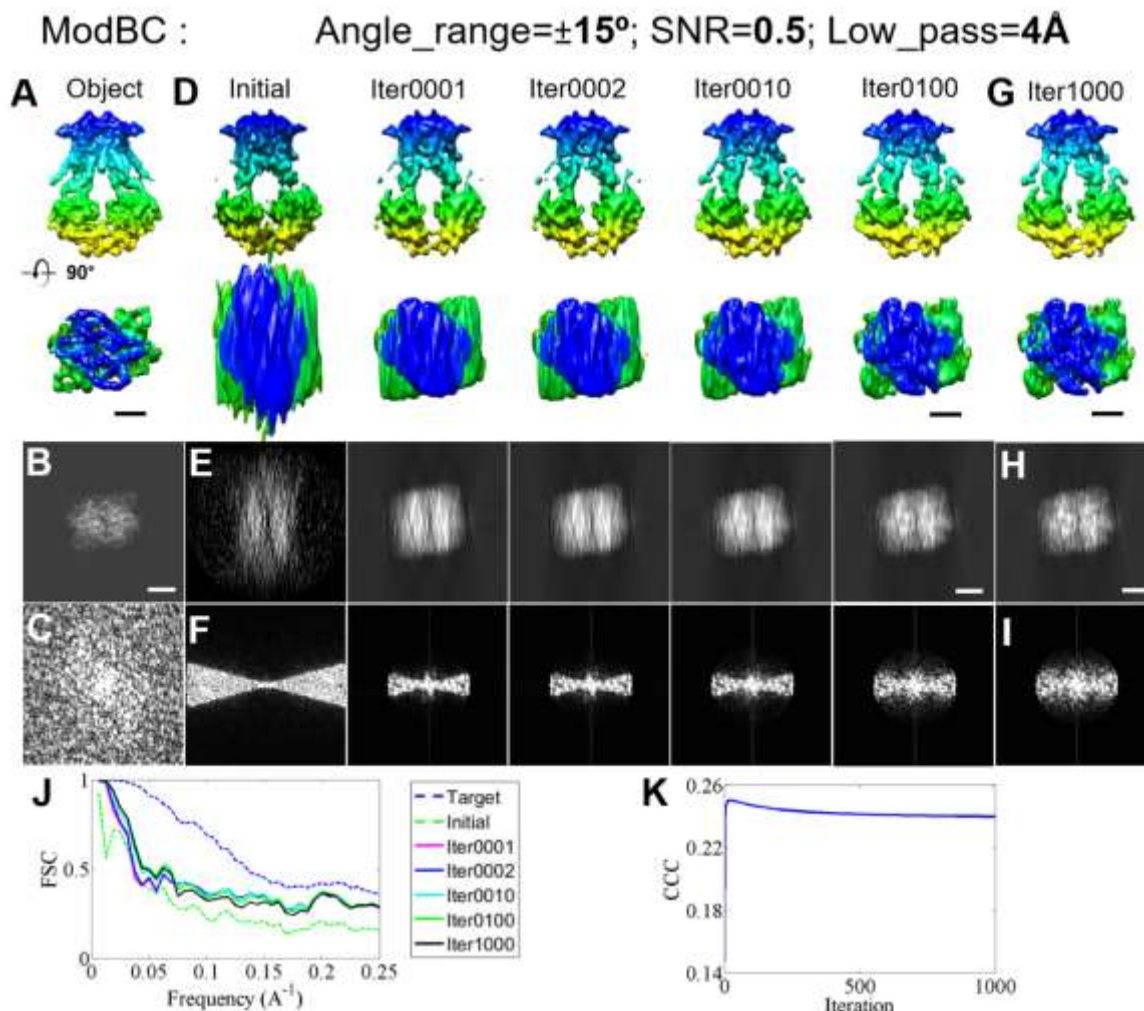 ModBC : Angle_range=±15º; SNR=0.5; Low_pass=4Å
A Object D Initial Iter0001 Iter0002 Iter0010 Iter0100 G Iter1000
90°
B E H
C F I
J K
1
0.5
0
FSC
0 0.05 0.1 0.15 0.2 0.25
Frequency (A⁻¹)
Target
Initial
Iter0001
Iter0002
Iter0010
Iter0100
Iter1000
0.26
0.22
0.18
0.14
CCC
0 500 1000
Iteration